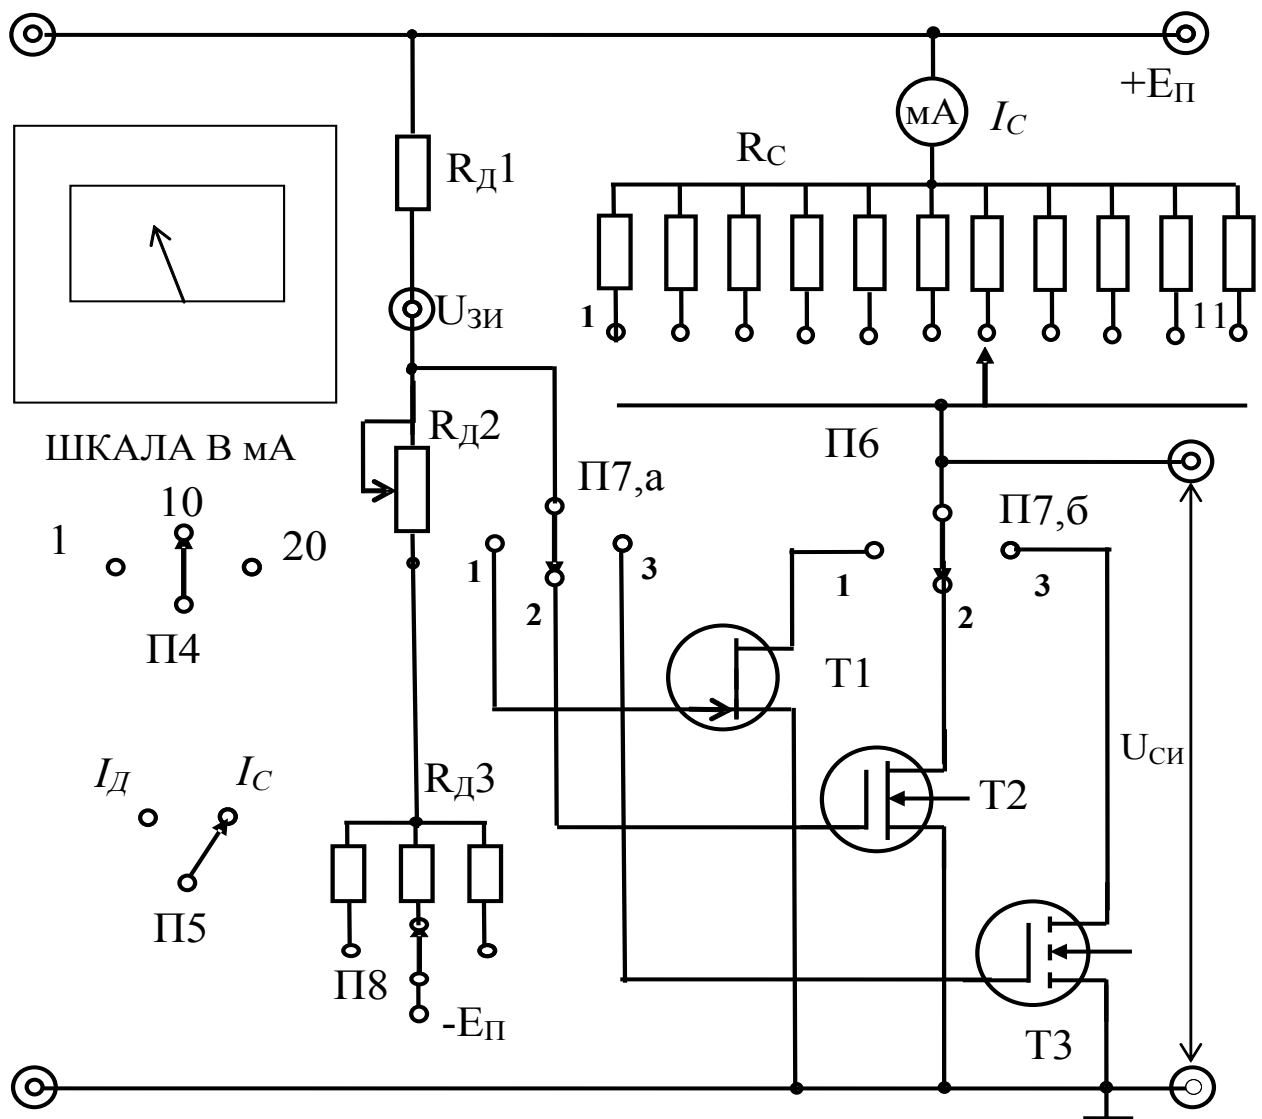 +EП
мА IС
RС
RД1
UЗИ
1
11
RД2
ШКАЛА В мА
П6
П7,а
П7,б
10
1
20
1
3
2
1
3
2
П4
Т1
UСИ
IД
IС
RД3
Т2
П5
П8
-EП
Т3